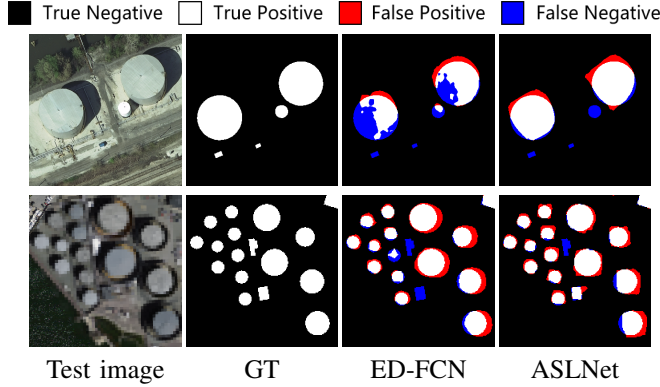 True Negative True Positive False Positive False Negative
Test image GT ED-FCN ASLNet